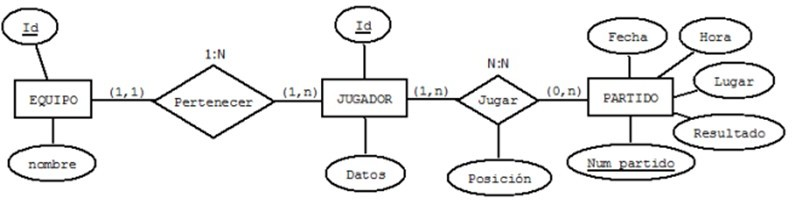 Id
nombre
EQUIPO
(1,1)
1:N
Pertenecer
(1,n)
Id
JUGADOR
Datos
(1,n)
N:N
Jugar
Posición
(0,n)
PARTIDO
Fecha
Hora
Lugar
Resultado
Num partido